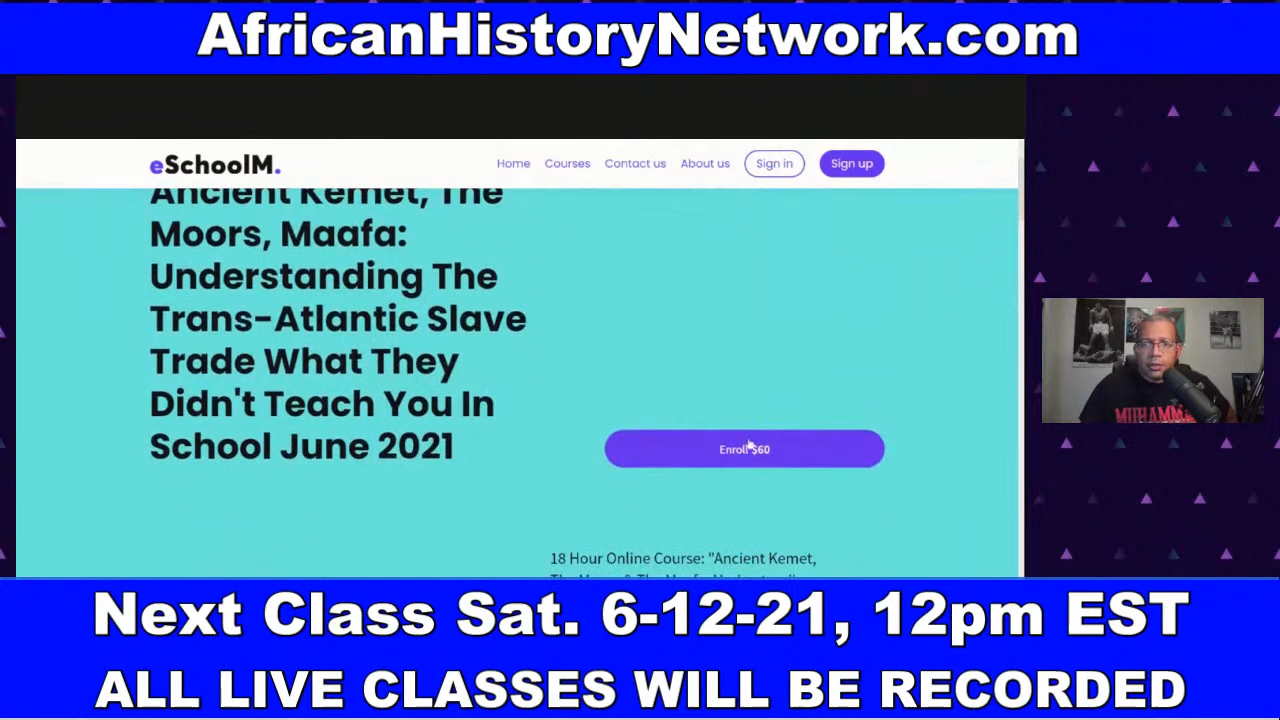 AfricanHistoryNetwork.com
eSchoolM.
Home Courses Contact us About us Sign in Sign up
Ancient Kemet, The
Moors, Maafa:
Understanding The
Trans-Atlantic Slave
Trade What They
Didn't Teach You In
School June 2021
Enroll $60
18 Hour Online Course: "Ancient Kemet,
MUHAMMA
Next Class Sat. 6-12-21, 12pm EST
ALL LIVE CLASSES WILL BE RECORDED